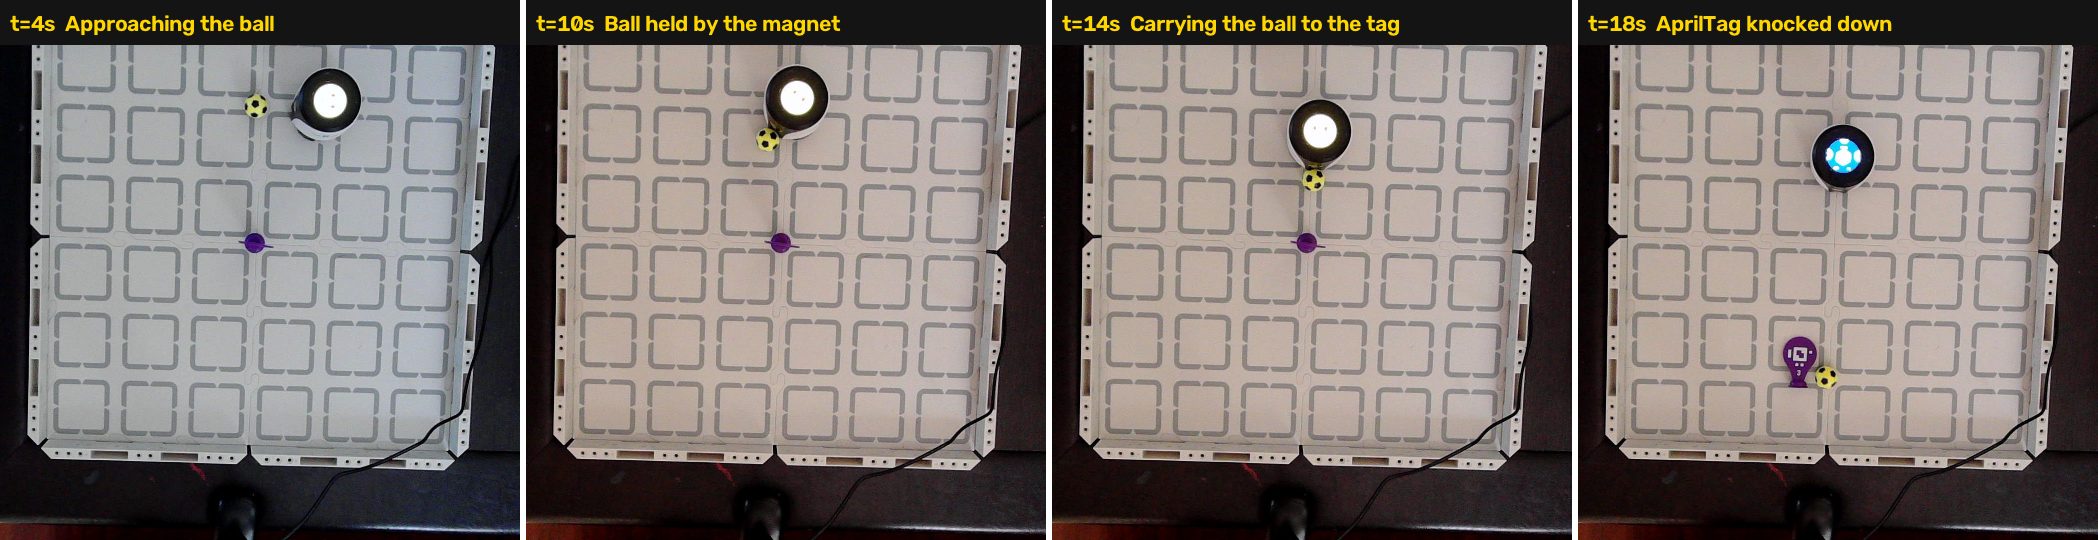 t=4s Approaching the ball
t=10s Ball held by the magnet
t=14s Carrying the ball to the tag
t=18s AprilTag knocked down
3